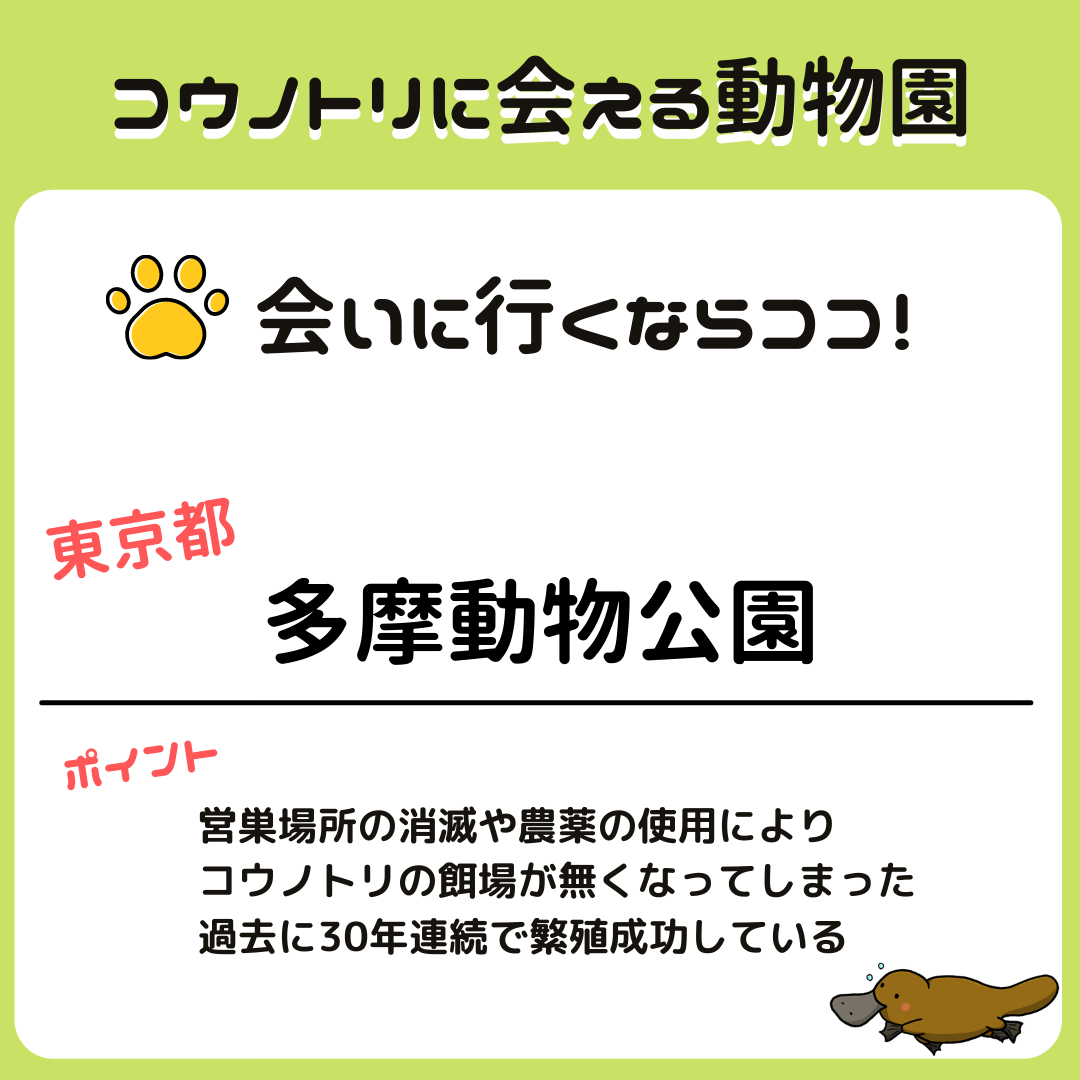 コウノトリに会える動物園
会いに行くならココ!
東京都
多摩動物公園
ポイント
営巣場所の消滅や農薬の使用により
コウノトリの餌場が無くなってしまった
過去に30年連続で繁殖成功している